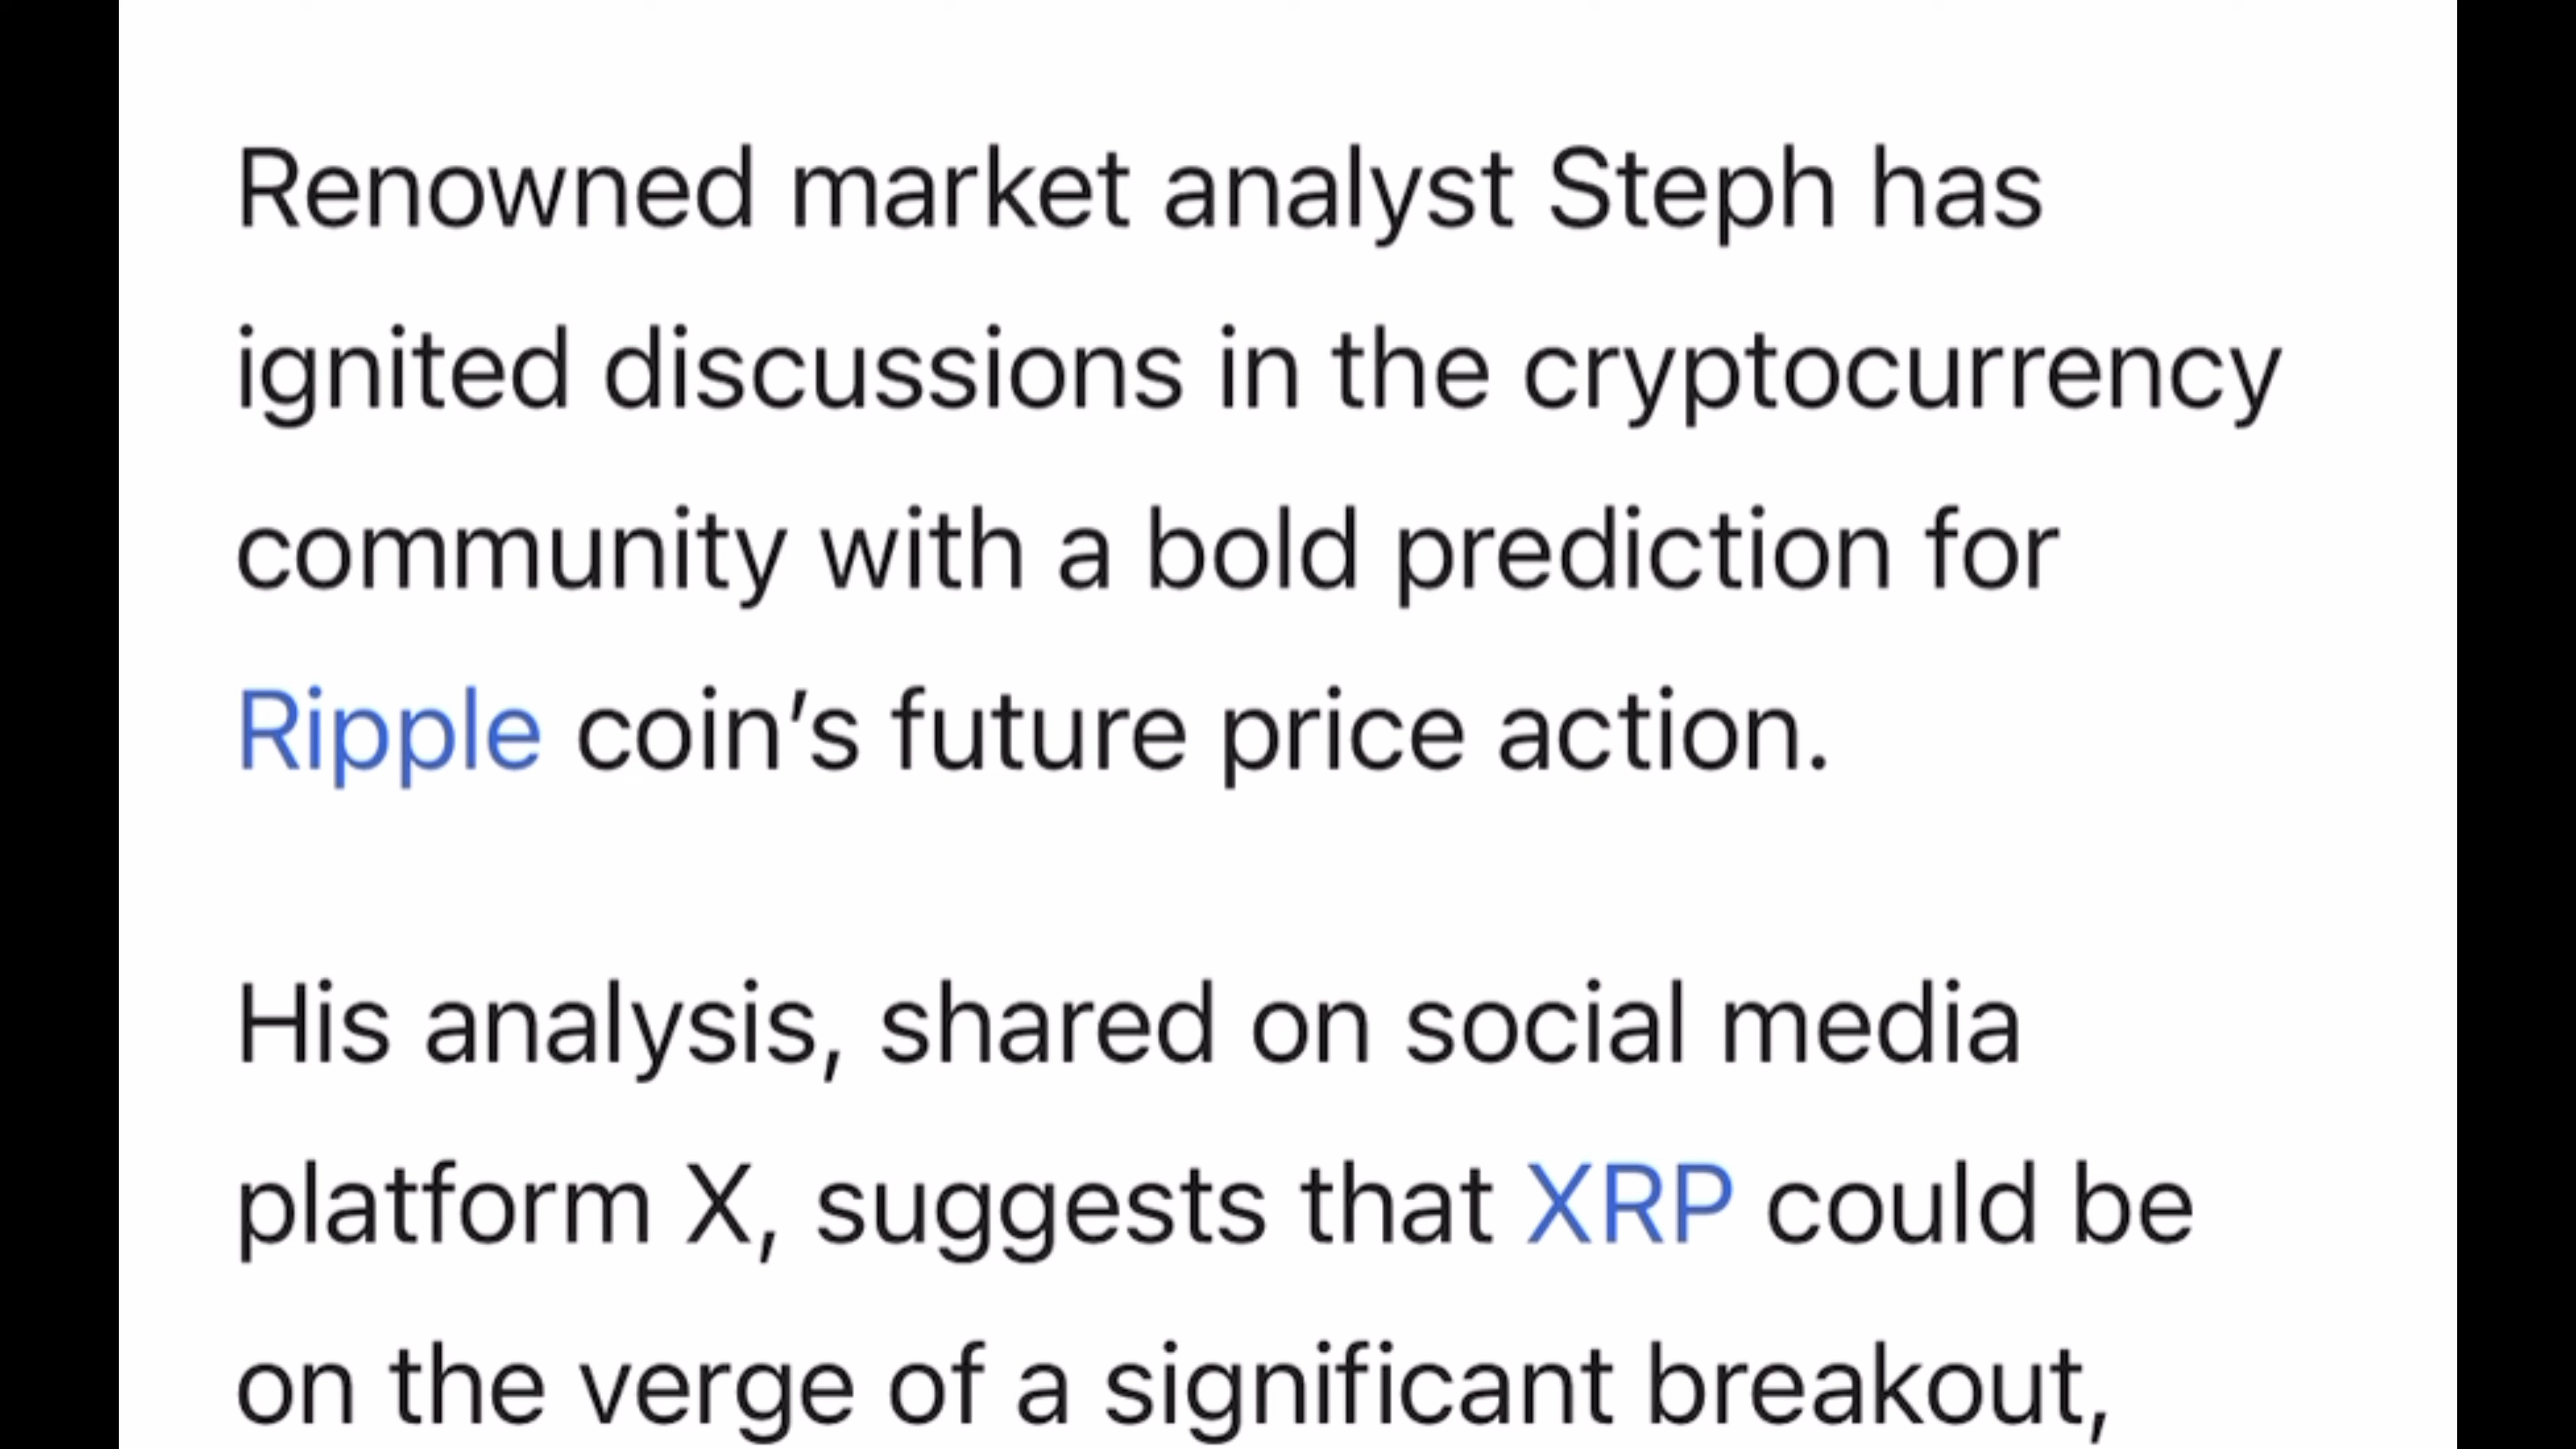 Renowned market analyst Steph has
ignited discussions in the cryptocurrency
community with a bold prediction for
Ripple coin’s future price action.
His analysis, shared on social media
platform X, suggests that XRP could be
on the verge of a significant breakout,